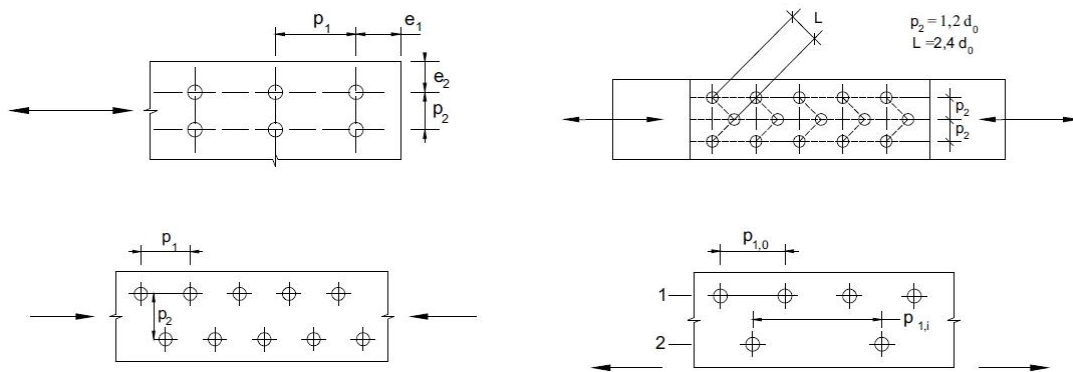 p₁
e₁
e₂
p₂
L
p₂ = 1,2 d₀
L =2,4 d₀
p₂
p₂
p₁
p₂
p₁,₀
1
p₁,i
2